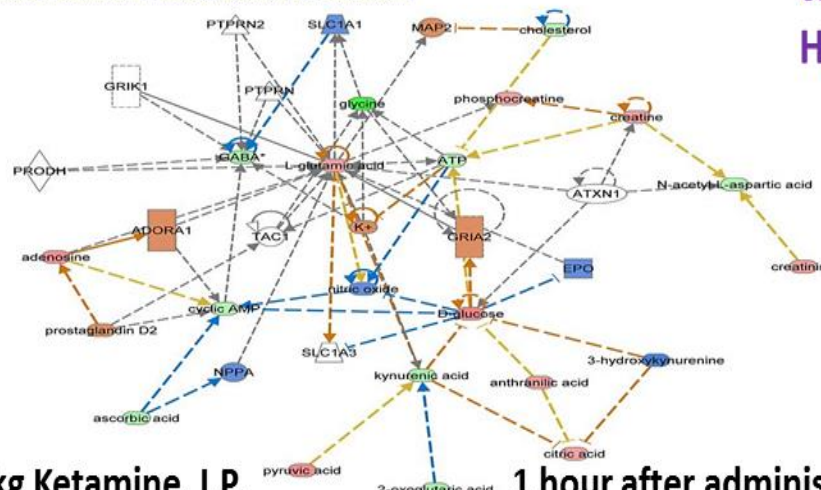 H
PTPRN2
SLC1A1
MAP2
cholesterol
GRIK1
PTPRN
glycine
phosphocreatine
creatine
GABA
L-glutamic acid
ATP
PRODH
ATXN1
N-acetyl-L-aspartic acid
ADORA1
TAC1
K+
GRIA2
adenosine
EPO
creatini
nitric oxide
cyclic AMP
D-glucose
prostaglandin D2
SLC1A3
3-hydroxykynurenine
NPPA
kynurenic acid
anthranilic acid
ascorbic acid
citric acid
pyruvic acid
2-oxoglutaric acid
kg Ketamine, I.P.
1 hour after adminis